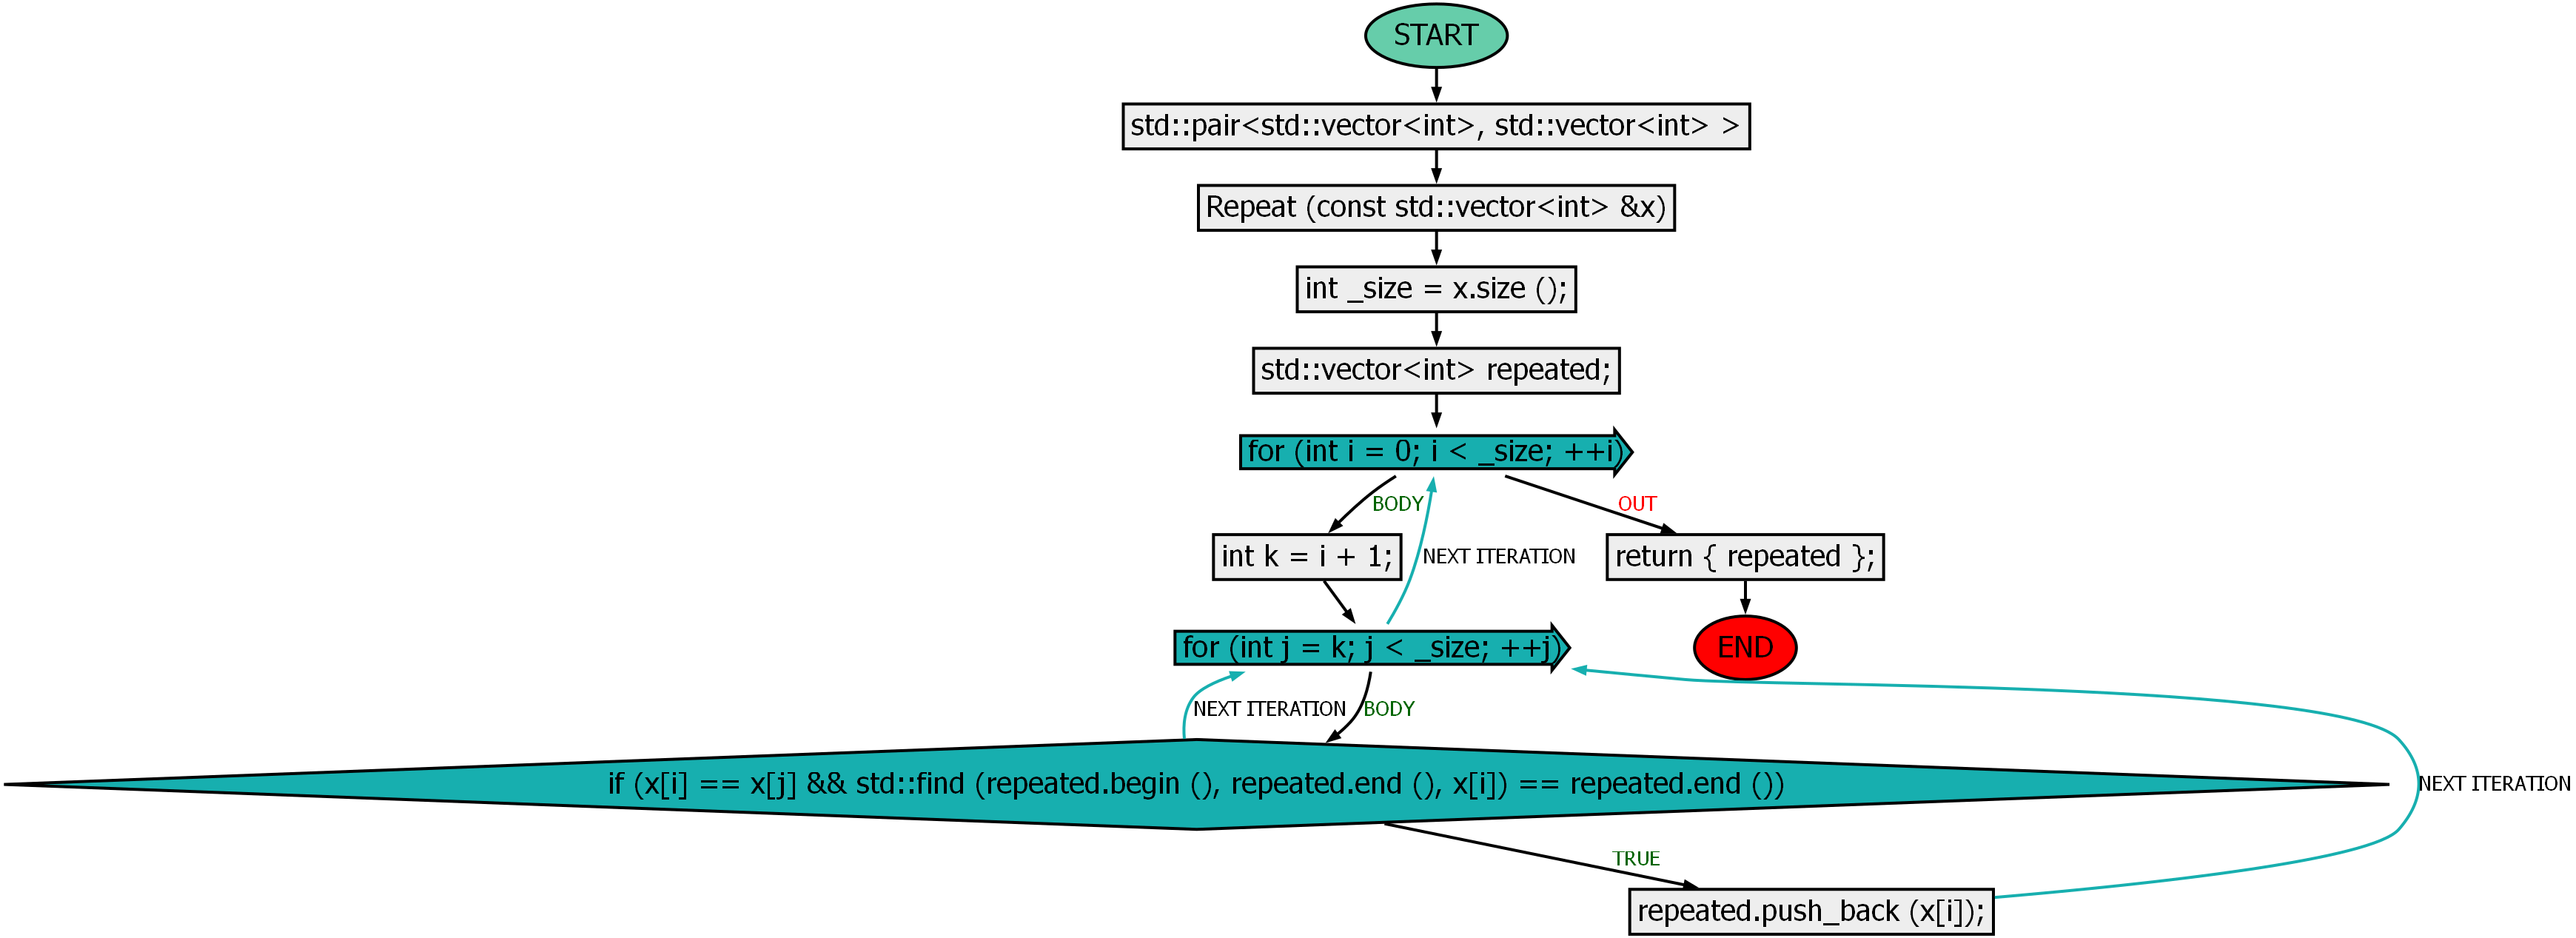 START
std::pair<std::vector<int>, std::vector<int> >
Repeat (const std::vector<int> &x)
int _size = x.size ();
std::vector<int> repeated;
for (int i = 0; i < _size; ++i)
BODY
OUT
int k = i + 1;
NEXT ITERATION
return { repeated };
for (int j = k; j < _size; ++j)
END
NEXT ITERATION
BODY
if (x[i] == x[j] && std::find (repeated.begin (), repeated.end (), x[i]) == repeated.end ())
NEXT ITERATION
TRUE
repeated.push_back (x[i]);